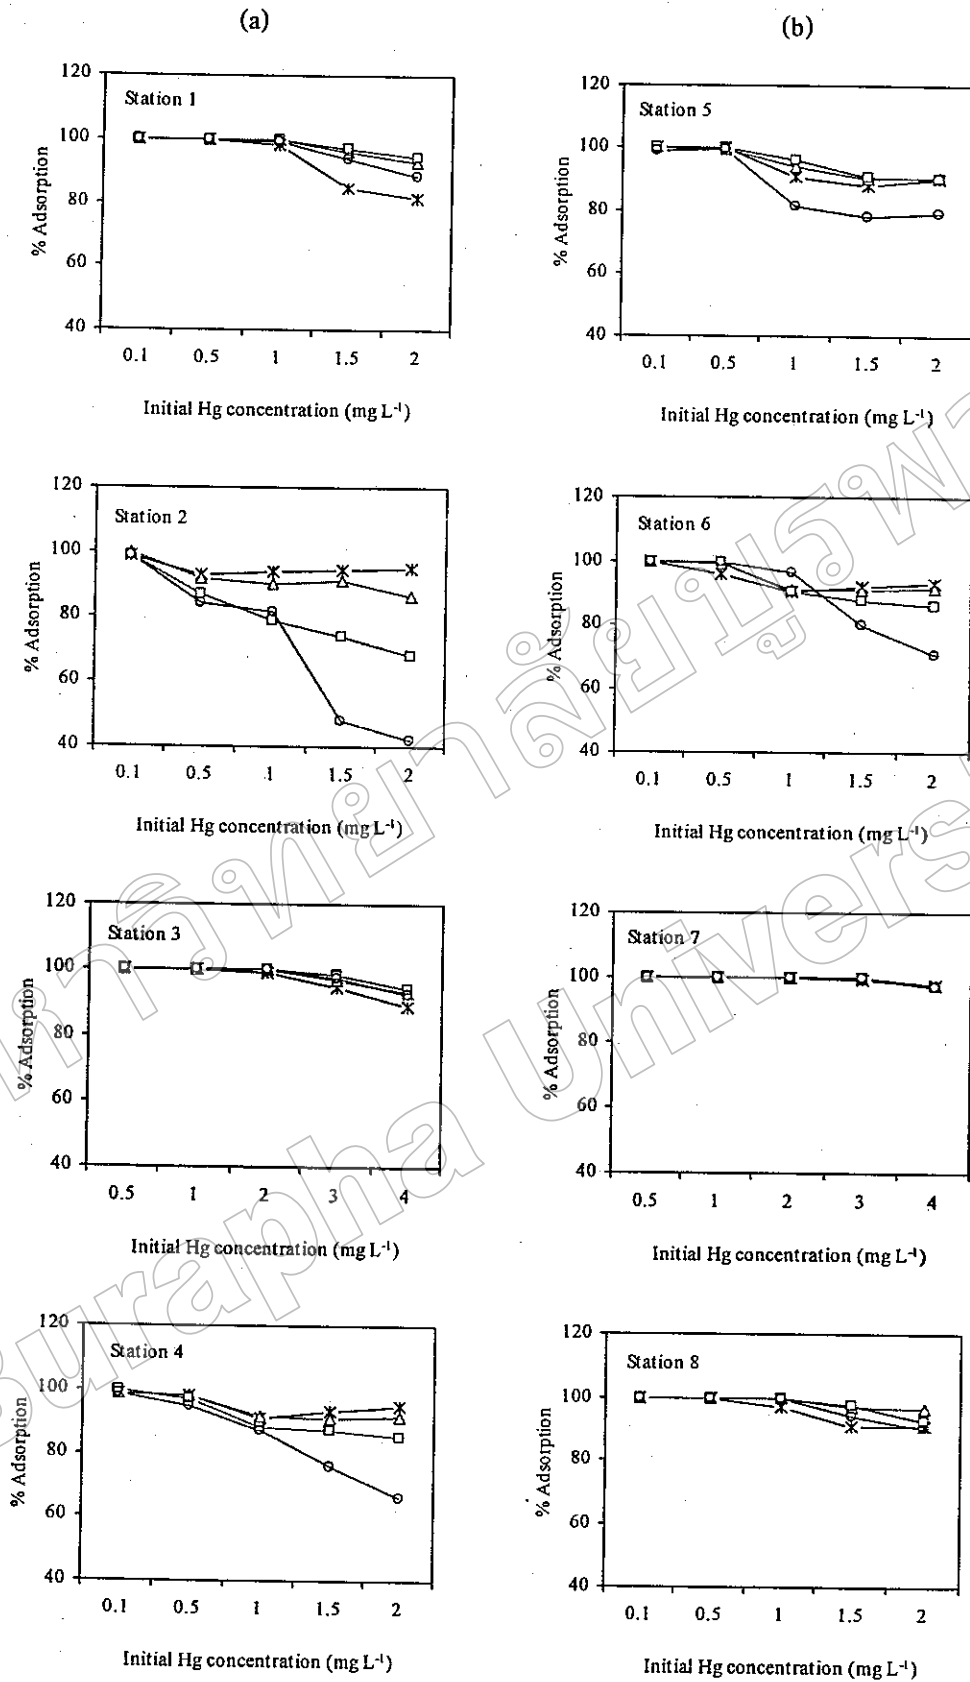 (a)
(b)
120
100
80
60
40
% Adsorption
Station 1
0.1 0.5 1 1.5 2
Initial Hg concentration (mg L⁻¹)
120
100
80
60
40
% Adsorption
Station 5
0.1 0.5 1 1.5 2
Initial Hg concentration (mg L⁻¹)
120
100
80
60
40
% Adsorption
Station 2
0.1 0.5 1 1.5 2
Initial Hg concentration (mg L⁻¹)
120
100
80
60
40
% Adsorption
Station 6
0.1 0.5 1 1.5 2
Initial Hg concentration (mg L⁻¹)
120
100
80
60
40
% Adsorption
Station 3
0.5 1 2 3 4
Initial Hg concentration (mg L⁻¹)
120
100
80
60
40
% Adsorption
Station 7
0.5 1 2 3 4
Initial Hg concentration (mg L⁻¹)
120
100
80
60
40
% Adsorption
Station 4
0.1 0.5 1 1.5 2
Initial Hg concentration (mg L⁻¹)
120
100
80
60
40
% Adsorption
Station 8
0.1 0.5 1 1.5 2
Initial Hg concentration (mg L⁻¹)
Burapha Univers